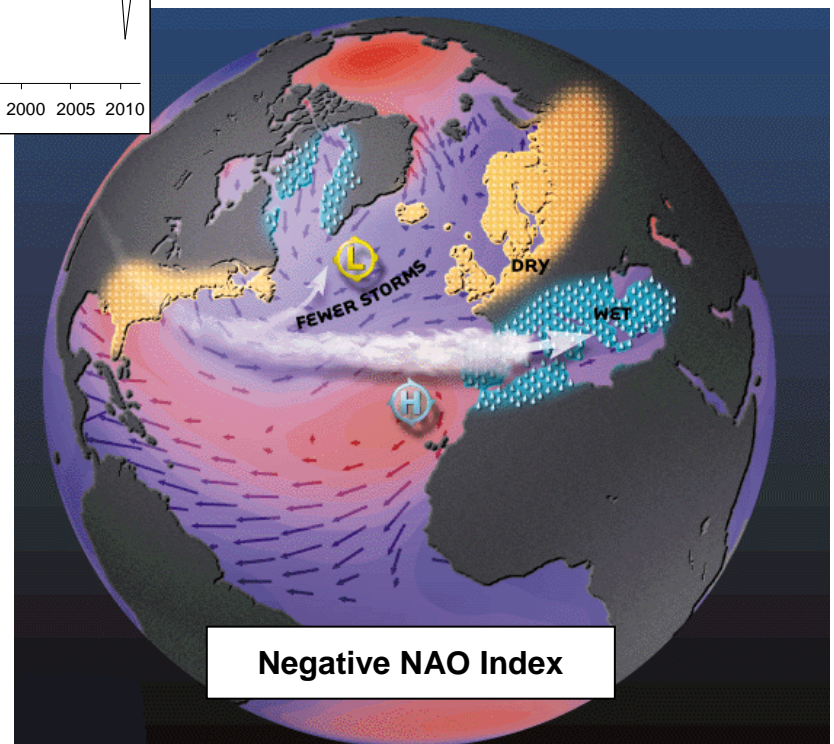 2000 2005 2010
L
FEWER STORMS
DRY
WET
H
Negative NAO Index